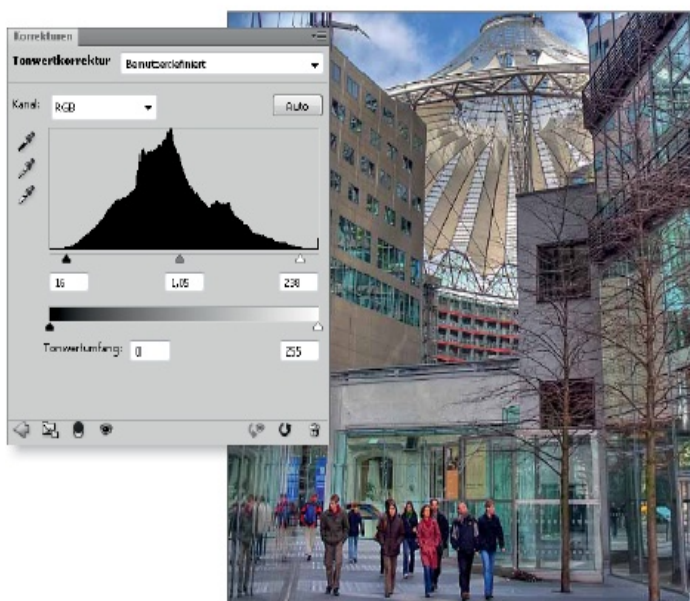 Korrekturen
Tonwertkorrektur Benutzerdefiniert
Kanal: RGB Auto
16 1,05 238
Tonwertumfang: 0 255